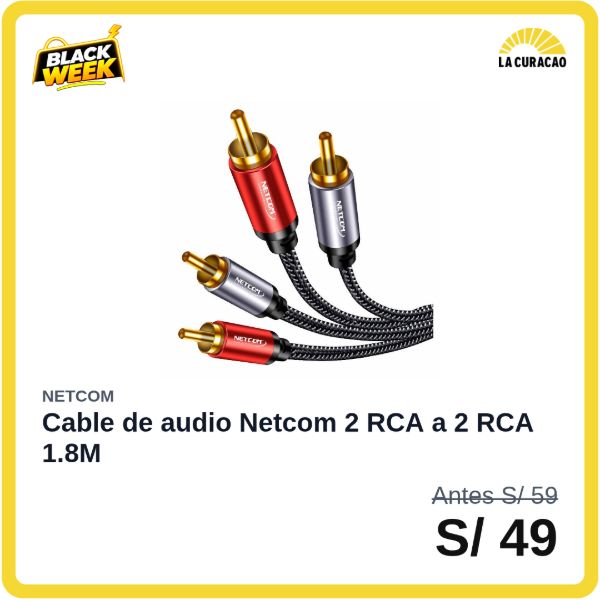 BLACK
WEEK
LA CURACAO
NETCOM
NETCOM
NETCOM
NETCOM
NETCOM
Cable de audio Netcom 2 RCA a 2 RCA
1.8M
Antes S/ 59
S/ 49